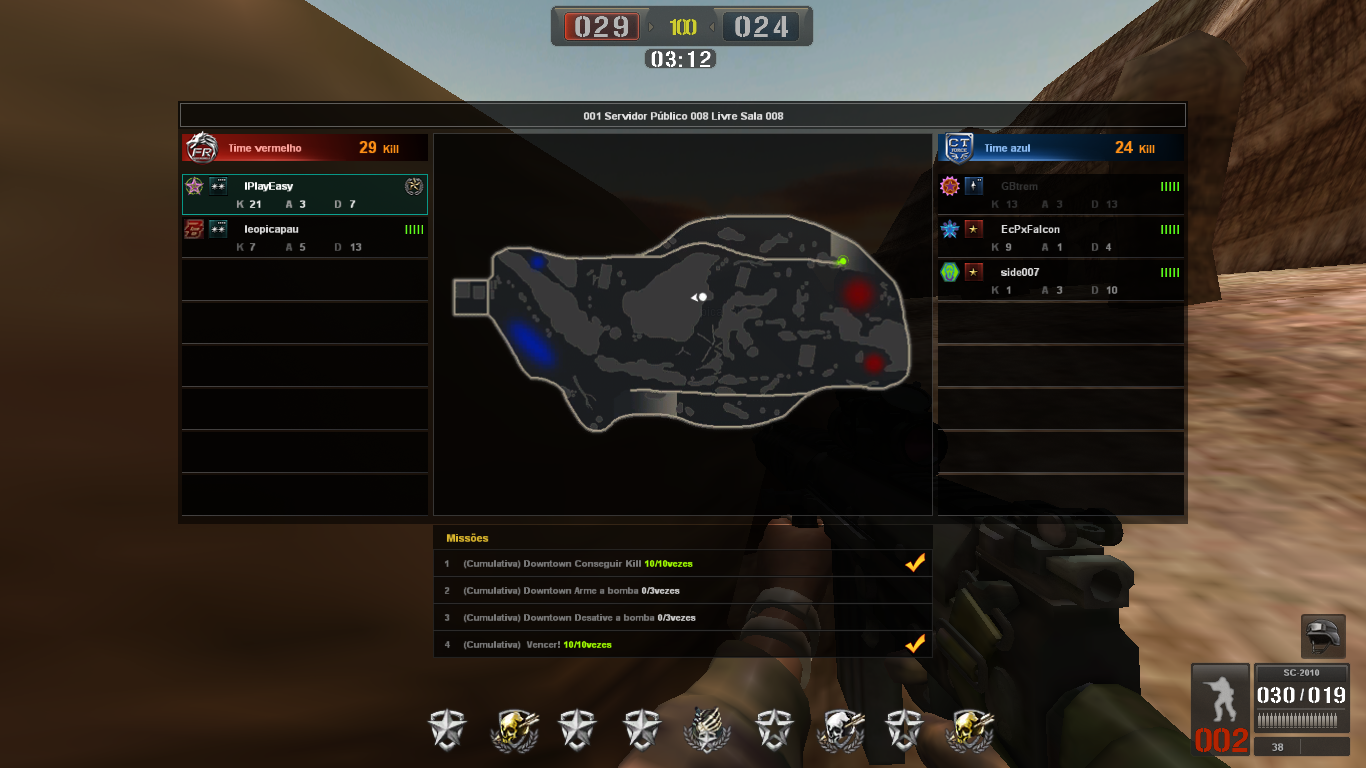 029 100 024
03:12
001 Servidor Público 008 Livre Sala 008
FR Time vermelho 29 Kill
IPlayEasy
K 21 A 3 D 7
leopicapau
K 7 A 5 D 13
CT FORCE Time azul 24 Kill
GBtrem
K 13 A 3 D 13
EcPxFalcon
K 9 A 1 D 4
side007
K 1 A 3 D 10
Missões
1 (Cumulativa) Downtown Conseguir Kill 10/10vezes
2 (Cumulativa) Downtown Arme a bomba 0/3vezes
3 (Cumulativa) Downtown Desative a bomba 0/3vezes
4 (Cumulativa) Vencer! 10/10vezes
SC-2010
030/019
002
38